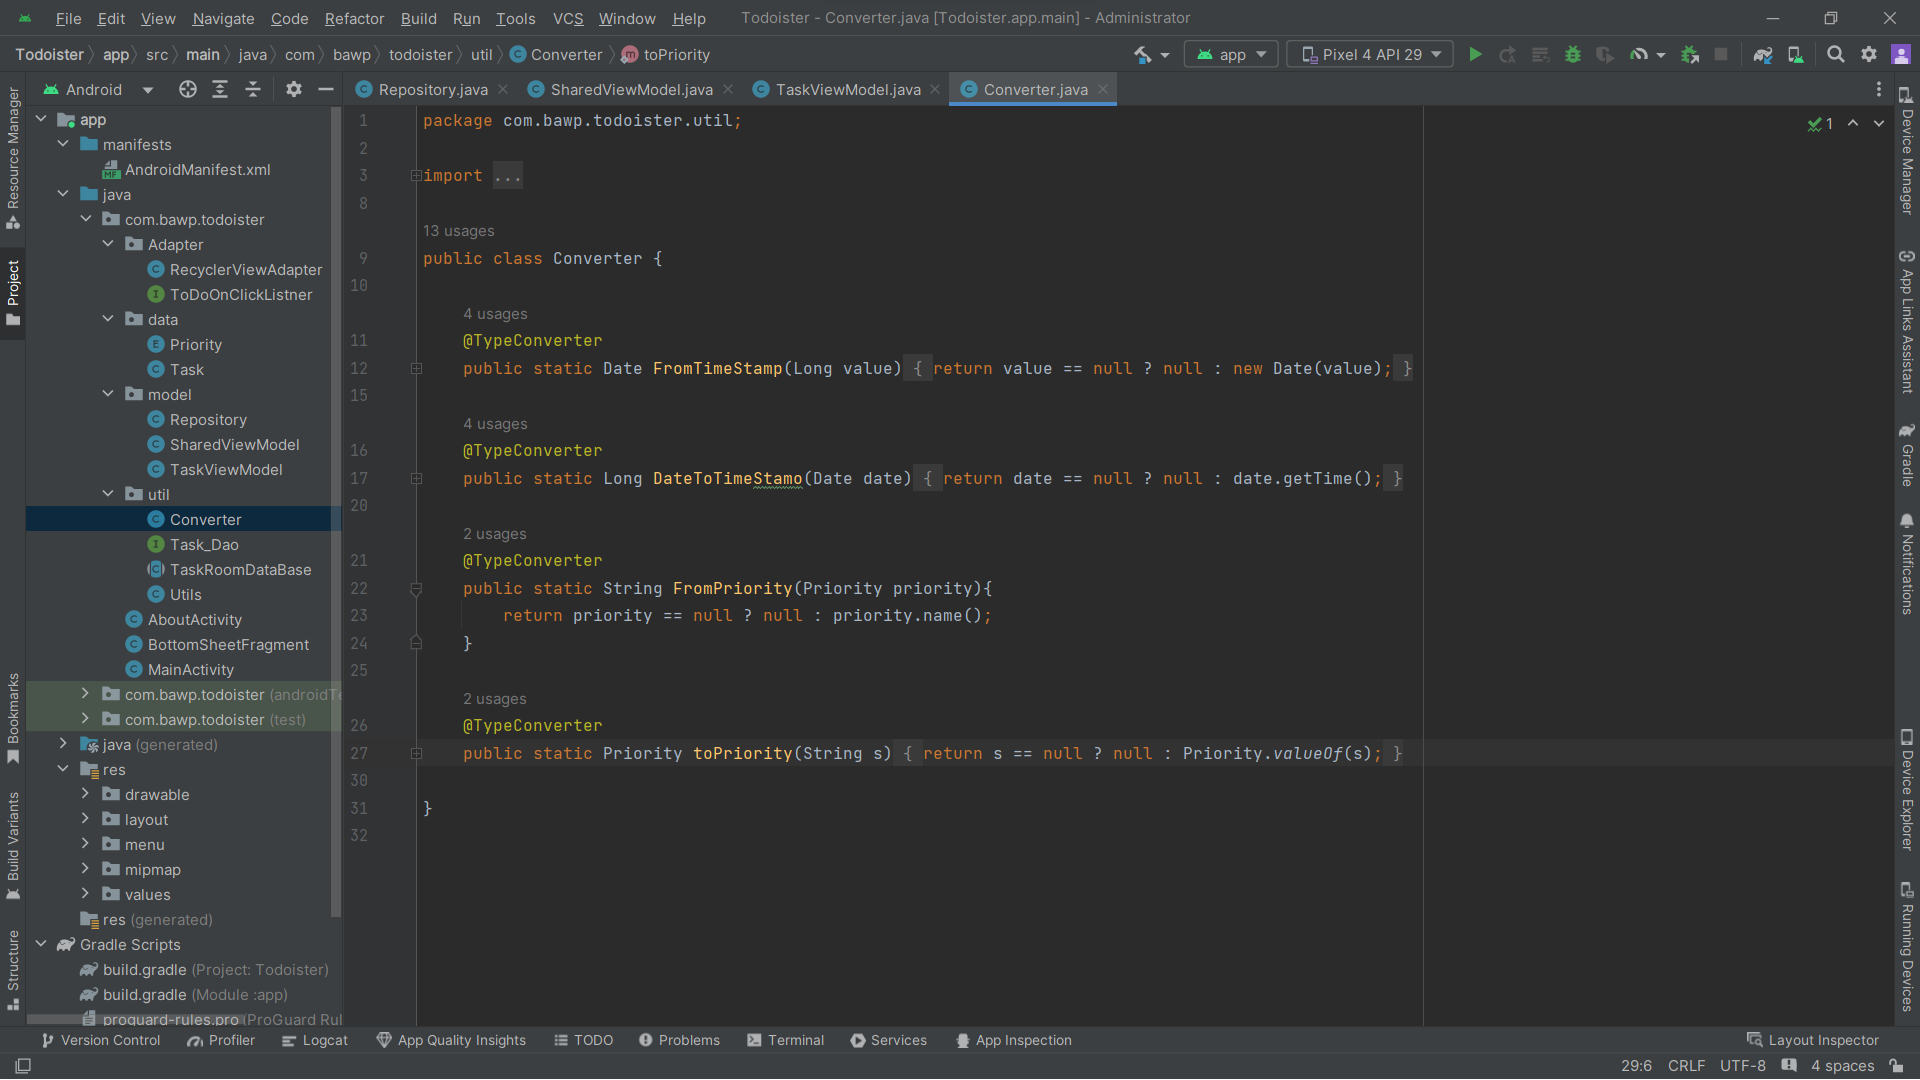 File Edit View Navigate Code Refactor Build Run Tools VCS Window Help Todoister - Converter.java [Todoister.app.main] - Administrator
Todoister app src main java com bawp todoister util Converter toPriority app Pixel 4 API 29
Android Repository.java SharedViewModel.java TaskViewModel.java Converter.java
Resource Manager
Project
Bookmarks
Build Variants
Structure
app
manifests
AndroidManifest.xml
java
com.bawp.todoister
Adapter
RecyclerViewAdapter
ToDoOnClickListner
data
Priority
Task
model
Repository
SharedViewModel
TaskViewModel
util
Converter
Task_Dao
TaskRoomDataBase
Utils
AboutActivity
BottomSheetFragment
MainActivity
com.bawp.todoister (androidTe
com.bawp.todoister (test)
java (generated)
res
drawable
layout
menu
mipmap
values
res (generated)
Gradle Scripts
build.gradle (Project: Todoister)
build.gradle (Module :app)
proguard-rules.pro (ProGuard Rul
1 package com.bawp.todoister.util;
2
3 import ...
8
13 usages
9 public class Converter {
10
4 usages
11 @TypeConverter
12 public static Date FromTimeStamp(Long value) { return value == null ? null : new Date(value); }
15
4 usages
16 @TypeConverter
17 public static Long DateToTimeStamo(Date date) { return date == null ? null : date.getTime(); }
20
2 usages
21 @TypeConverter
22 public static String FromPriority(Priority priority){
23 return priority == null ? null : priority.name();
24 }
25
2 usages
26 @TypeConverter
27 public static Priority toPriority(String s) { return s == null ? null : Priority.valueOf(s); }
30
31 }
32
1
Device Manager
App Links Assistant
Gradle
Notifications
Device Explorer
Running Devices
Version Control Profiler Logcat App Quality Insights TODO Problems Terminal Services App Inspection Layout Inspector
29:6 CRLF UTF-8 4 spaces